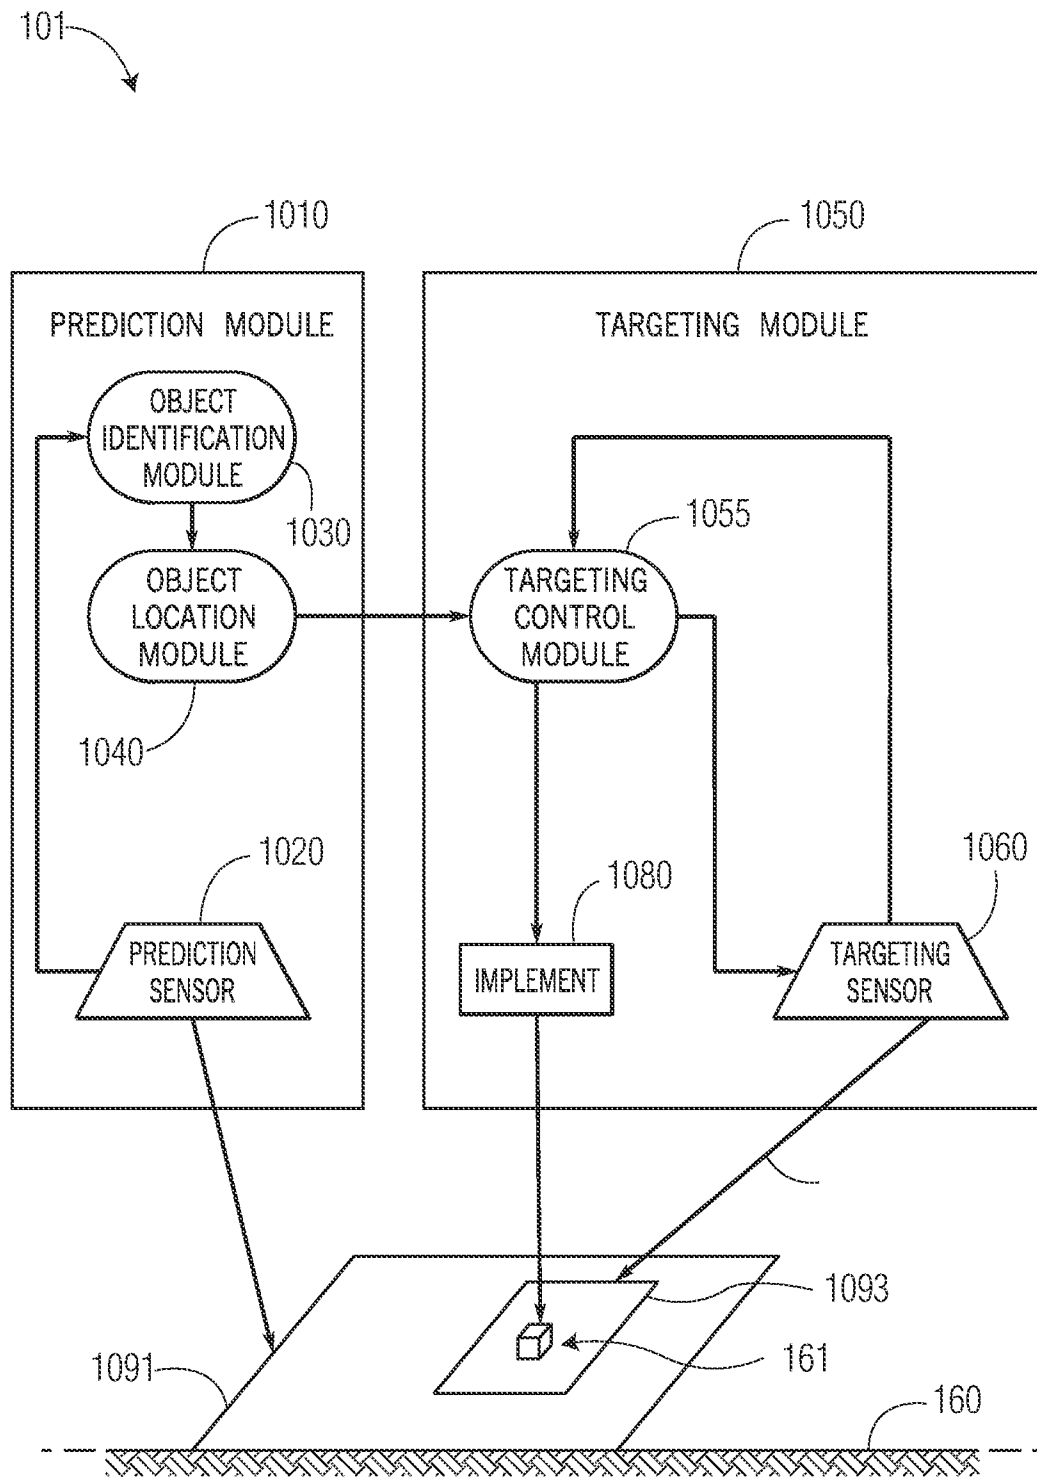 101
1010
1050
PREDICTION MODULE
TARGETING MODULE
OBJECT
IDENTIFICATION
MODULE
1030
1055
OBJECT
LOCATION
MODULE
TARGETING
CONTROL
MODULE
1040
1020
1080
1060
PREDICTION
SENSOR
IMPLEMENT
TARGETING
SENSOR
1093
1091
161
160